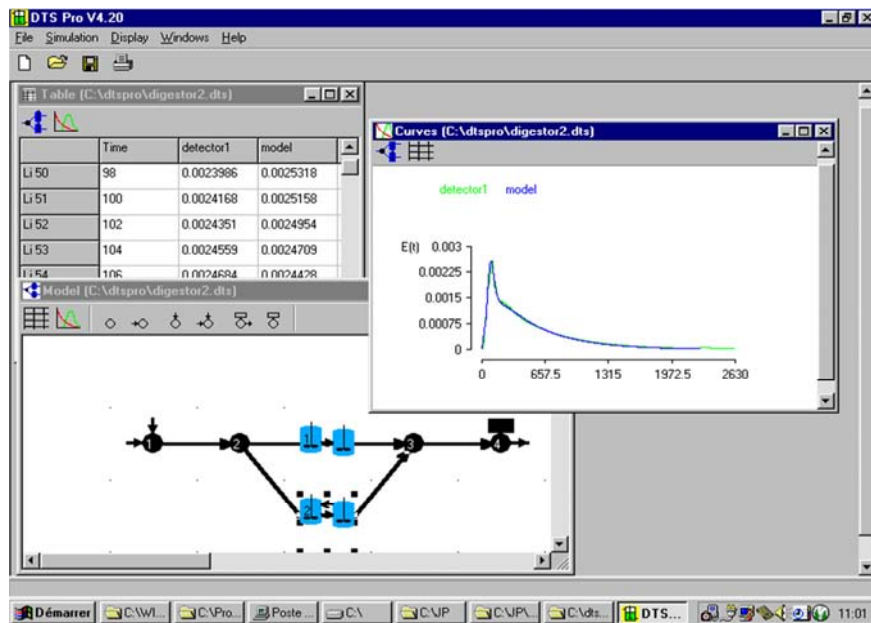 DTS Pro V4.20
File Simulation Display Windows Help
Table (C:\dtspro\digestor2.dts)
Time detector1 model
Li 50 98 0.0023986 0.0025318
Li 51 100 0.0024168 0.0025158
Li 52 102 0.0024351 0.0024954
Li 53 104 0.0024559 0.0024709
Li 54 106 0.0024684 0.0024428
Curves (C:\dtspro\digestor2.dts)
detector1 model
E(t) 0.003
0.00225
0.0015
0.00075
0
0 657.5 1315 1972.5 2630
Model (C:\dtspro\digestor2.dts)
1 2 1 3 4
2
Démarrer C:\WI... C:\Pro... Poste ... C:\ C:\JP C:\JP\... C:\dts... DTS... 11:01